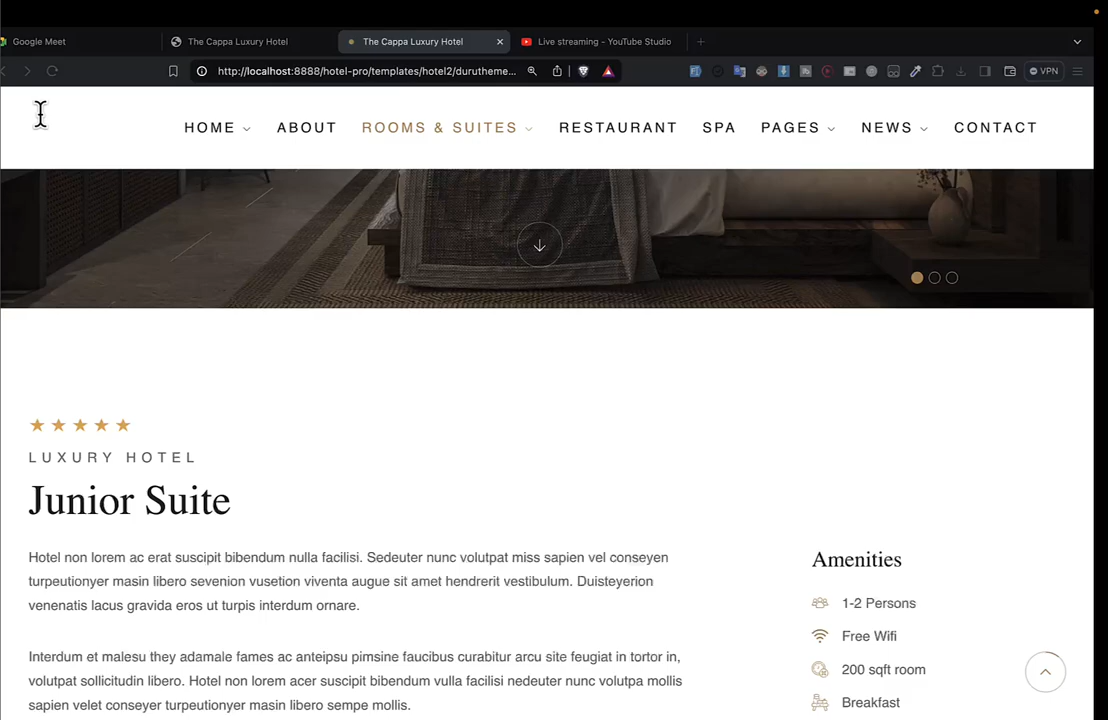 Google Meet
The Cappa Luxury Hotel
The Cappa Luxury Hotel
Live streaming - YouTube Studio
http://localhost:8888/hotel-pro/templates/hotel2/durutheme...
VPN
HOME
ABOUT
ROOMS & SUITES
RESTAURANT
SPA
PAGES
NEWS
CONTACT
LUXURY HOTEL
Junior Suite
Hotel non lorem ac erat suscipit bibendum nulla facilisi. Sedeuter nunc volutpat miss sapien vel conseyen
turpeutionyer masin libero sevenion vusetion viventa augue sit amet hendrerit vestibulum. Duisteyerion
venenatis lacus gravida eros ut turpis interdum ornare.
Interdum et malesu they adamale fames ac anteipsu pimsine faucibus curabitur arcu site feugiat in tortor in,
volutpat sollicitudin libero. Hotel non lorem acer suscipit bibendum vulla facilisi nedeuter nunc volutpa mollis
sapien velet conseyer turpeutionyer masin libero sempe mollis.
Amenities
1-2 Persons
Free Wifi
200 sqft room
Breakfast